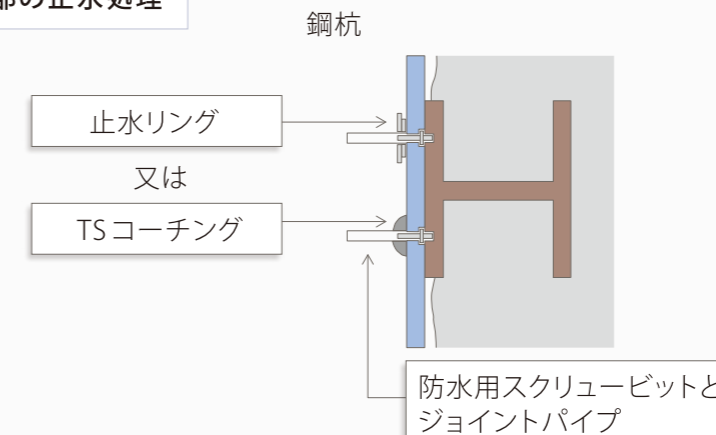 部の止水処理
鋼杭
止水リング
又は
TSコーチング
防水用スクリュービットと
ジョイントパイプ